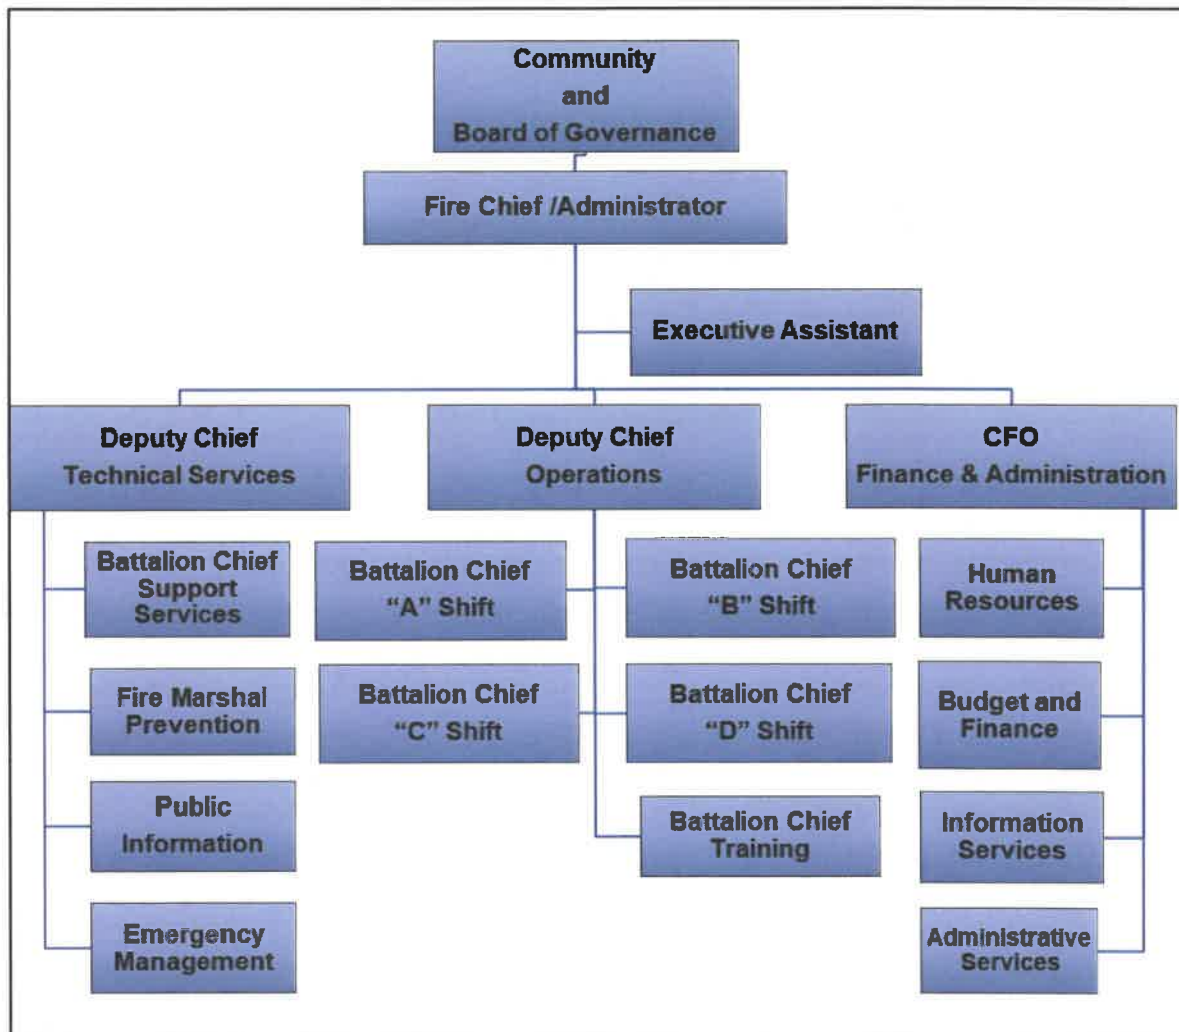 Community
and
Board of Governance
Fire Chief /Administrator
Executive Assistant
Deputy Chief
Technical Services
Deputy Chief
Operations
CFO
Finance & Administration
Battalion Chief
Support
Services
Battalion Chief
“A” Shift
Battalion Chief
“B” Shift
Human
Resources
Fire Marshal
Prevention
Battalion Chief
“C” Shift
Battalion Chief
“D” Shift
Budget and
Finance
Public
Information
Battalion Chief
Training
Information
Services
Emergency
Management
Administrative
Services